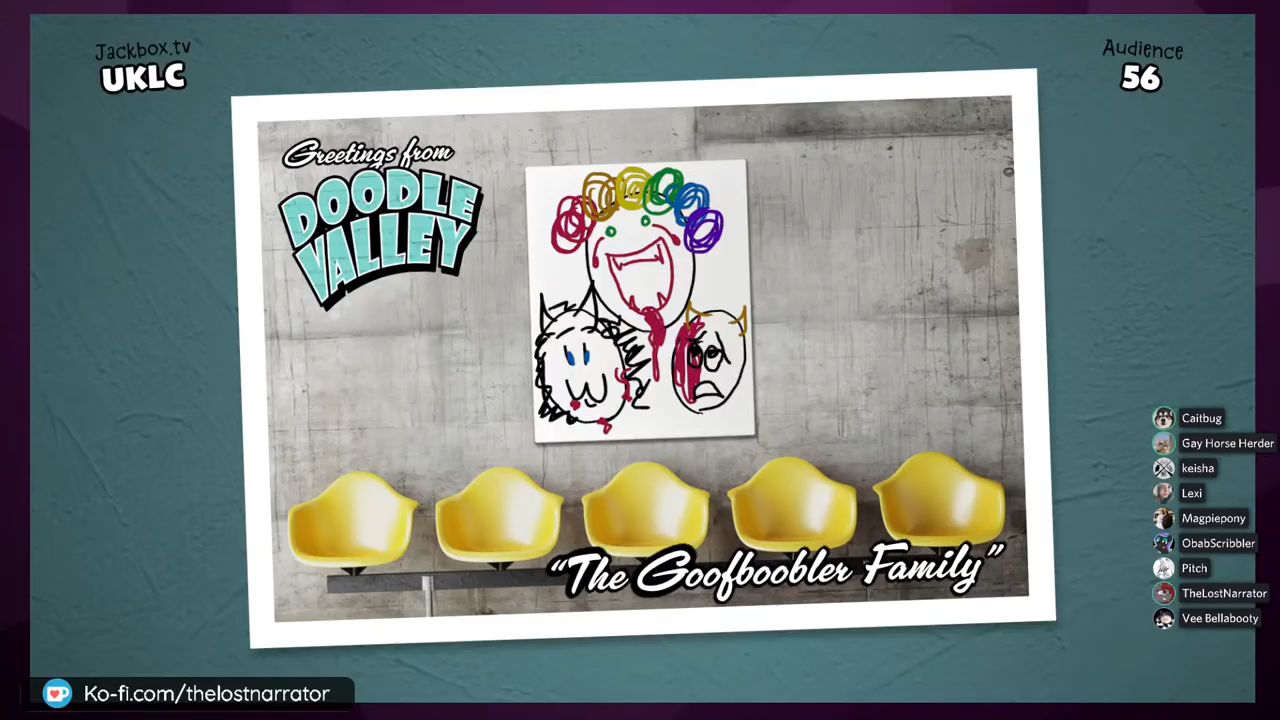 Jackbox.tv
UKLC
Audience
56
Greetings from
DOODLE
VALLEY
"The Goofboobler Family"
Caitbug
Gay Horse Herder
keisha
Lexi
Magpiepony
ObabScribbler
Pitch
TheLostNarrator
Vee Bellabooty
Ko-fi.com/thelostnarrator